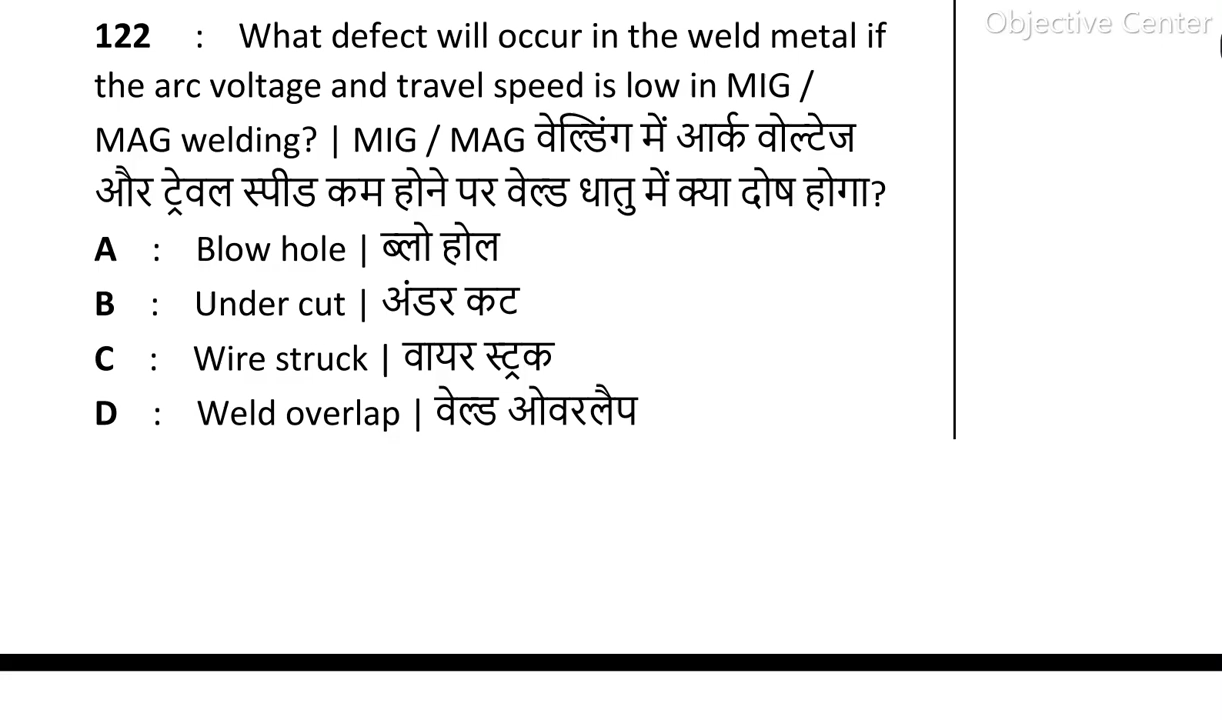 Objective Center
122 : What defect will occur in the weld metal if
the arc voltage and travel speed is low in MIG /
MAG welding? | MIG / MAG वेल्डिंग में आर्क वोल्टेज
और ट्रेवल स्पीड कम होने पर वेल्ड धातु में क्या दोष होगा?
A : Blow hole | ब्लो होल
B : Under cut | अंडर कट
C : Wire struck | वायर स्ट्रक
D : Weld overlap | वेल्ड ओवरलैप